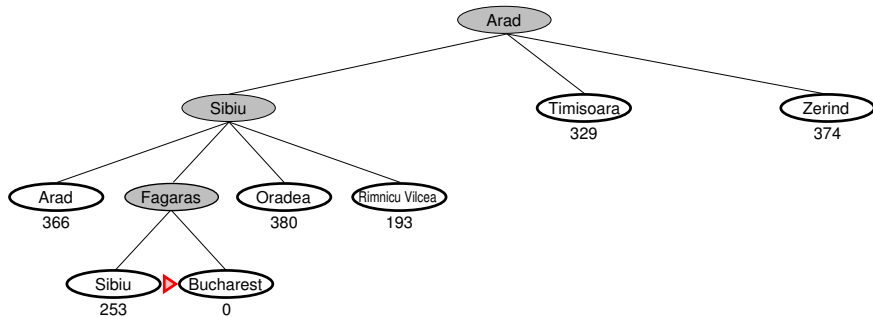 Arad
Sibiu
Timisoara
Zerind
329
374
Arad
Fagaras
Oradea
Rimnicu Vilcea
366
380
193
Sibiu
Bucharest
253
0